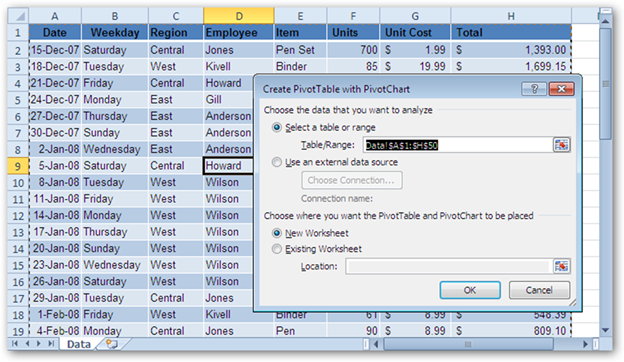 A B C D E F G H
1 Date Weekday Region Employee Item Units Unit Cost Total
2 15-Dec-07 Saturday Central Jones Pen Set 700 $ 1.99 $ 1,393.00
3 18-Dec-07 Tuesday West Kivell Binder 85 $ 19.99 $ 1,699.15
4 21-Dec-07 Friday Central Howard
5 24-Dec-07 Monday East Gill
6 27-Dec-07 Thursday East Anderson
7 30-Dec-07 Sunday East Anderson
8 2-Jan-08 Wednesday East Anderson
9 5-Jan-08 Saturday Central Howard
10 8-Jan-08 Tuesday West Wilson
11 11-Jan-08 Friday West Wilson
12 14-Jan-08 Monday West Wilson
13 17-Jan-08 Thursday West Wilson
14 20-Jan-08 Sunday West Wilson
15 23-Jan-08 Wednesday West Wilson
16 26-Jan-08 Saturday West Wilson
17 29-Jan-08 Tuesday Central Jones
18 1-Feb-08 Friday West Kivell Binder 61 $ 8.99 $ 548.39
19 4-Feb-08 Monday Central Jones Pen 90 $ 8.99 $ 809.10
Data
Create PivotTable with PivotChart
Choose the data that you want to analyze
Select a table or range
Table/Range: Data!$A$1:$H$50
Use an external data source
Choose Connection...
Connection name:
Choose where you want the PivotTable and PivotChart to be placed
New Worksheet
Existing Worksheet
Location:
OK Cancel